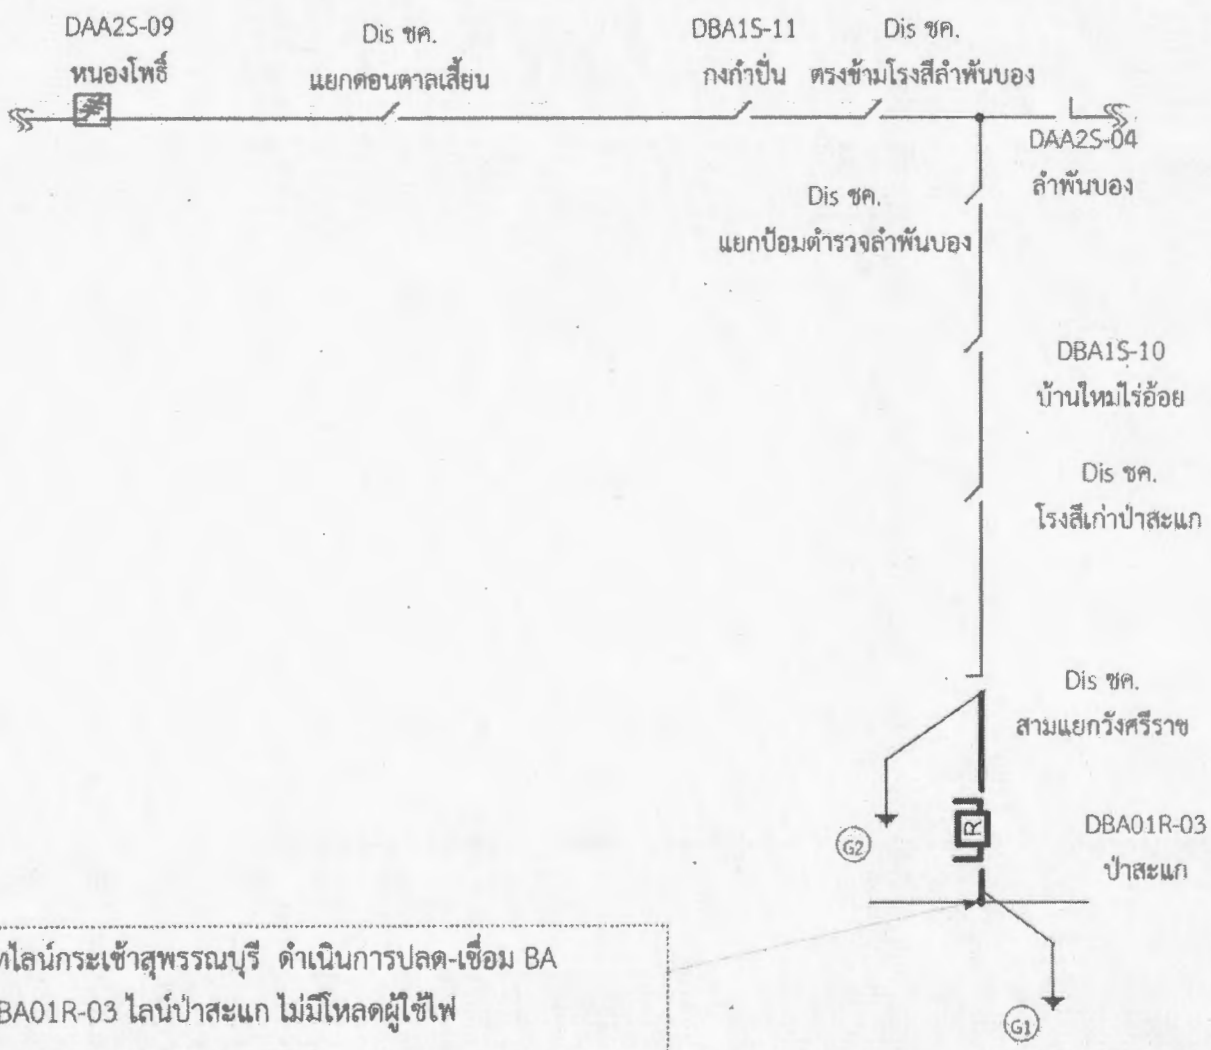 DAA2S-09
หนองโพธิ์
Dis ชค.
แยกดอนตาลเสี้ยน
DBA1S-11
กงกำปั่น
Dis ชค.
ตรงข้ามโรงสีลำพันบอง
DAA2S-04
ลำพันบอง
Dis ชค.
แยกป้อมตำรวจลำพันบอง
DBA1S-10
บ้านใหม่ไร่อ้อย
Dis ชค.
โรงสีเก่าป่าสะแก
Dis ชค.
สามแยกวังศรีราช
G2
R
DBA01R-03
ป่าสะแก
ทไลน์กระเช้าสุพรรณบุรี ดำเนินการปลด-เชื่อม BA
BA01R-03 ไลน์ป่าสะแก ไม่มีโหลดผู้ใช้ไฟ
G1